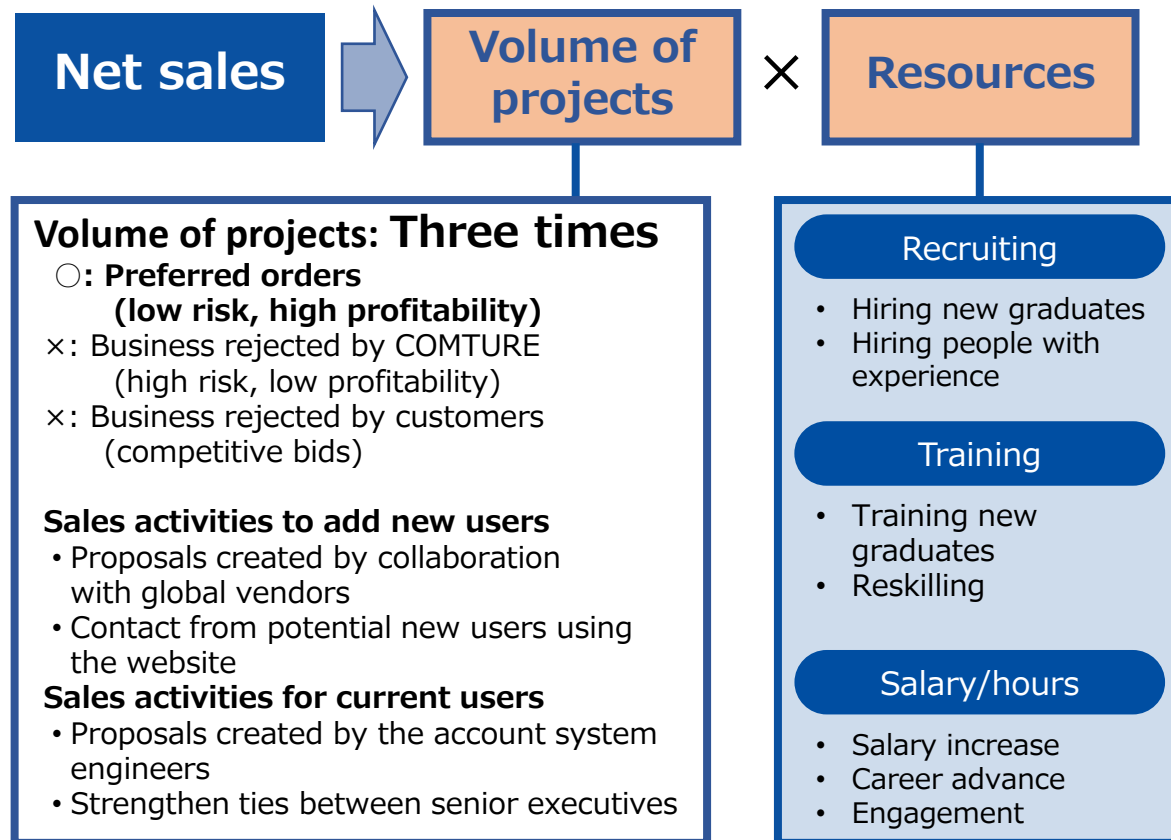 Net sales
Volume of
projects
×
Resources
Volume of projects: Three times
○: Preferred orders
(low risk, high profitability)
×: Business rejected by COMTURE
(high risk, low profitability)
×: Business rejected by customers
(competitive bids)
Sales activities to add new users
• Proposals created by collaboration
with global vendors
• Contact from potential new users using
the website
Sales activities for current users
• Proposals created by the account system
engineers
• Strengthen ties between senior executives
Recruiting
• Hiring new graduates
• Hiring people with
experience
Training
• Training new
graduates
• Reskilling
Salary/hours
• Salary increase
• Career advance
• Engagement